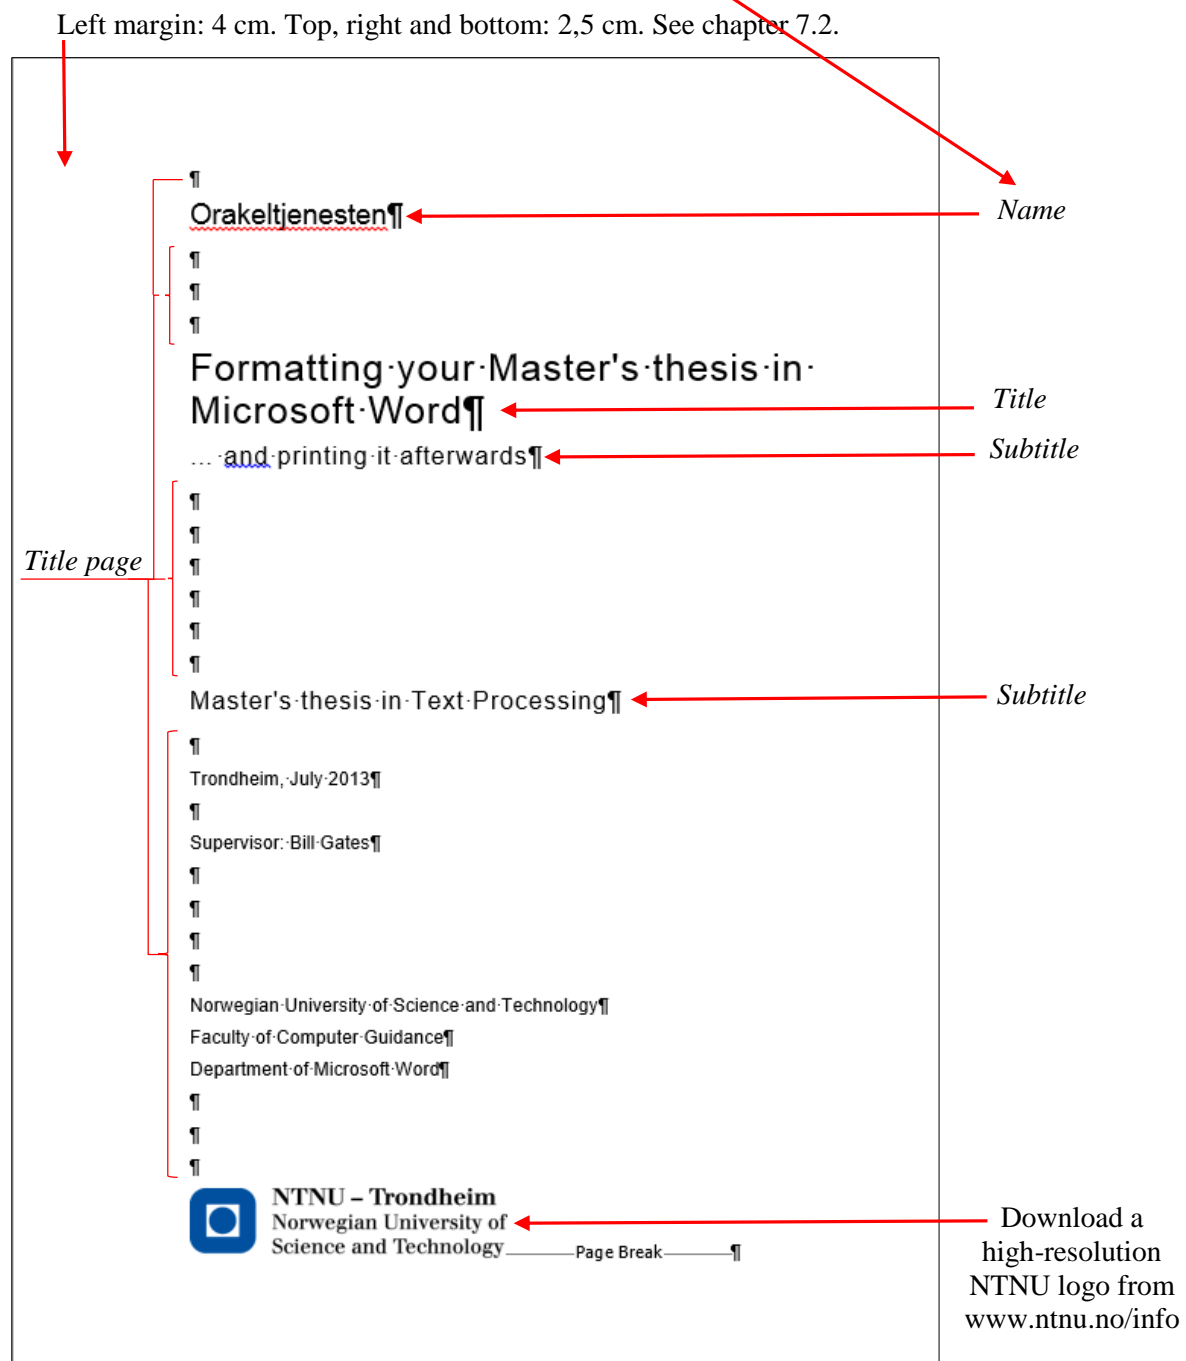 Left margin: 4 cm. Top, right and bottom: 2,5 cm. See chapter 7.2.
¶
Orakeltjenesten¶
Name
¶
¶
¶
Formatting·your·Master's·thesis·in·
Microsoft·Word¶
Title
...·and·printing·it·afterwards¶
Subtitle
¶
¶
Title page
¶
¶
¶
¶
Master's·thesis·in·Text·Processing¶
Subtitle
¶
Trondheim,·July·2013¶
¶
Supervisor:·Bill·Gates¶
¶
¶
¶
¶
Norwegian·University·of·Science·and·Technology¶
Faculty·of·Computer·Guidance¶
Department·of·Microsoft·Word¶
¶
¶
¶
NTNU – Trondheim
Norwegian University of
Science and Technology
Page Break¶
Download a
high-resolution
NTNU logo from
www.ntnu.no/info